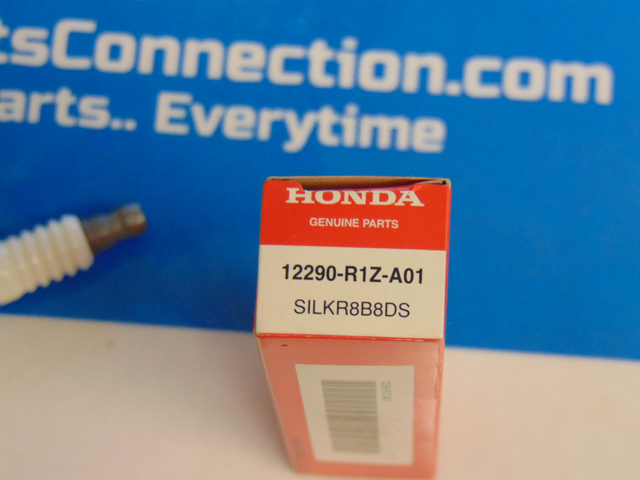 tsConnection.com
arts.. Everytime
HONDA
GENUINE PARTS
12290-R1Z-A01
SILKR8B8DS